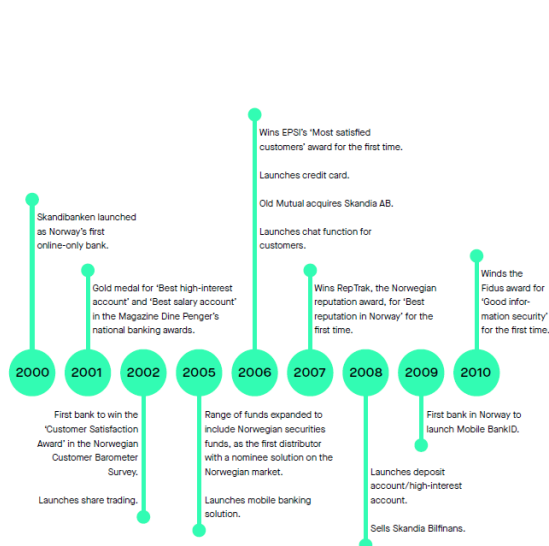 Wins EPSI's 'Most satisfied
customers' award for the first time.
Launches credit card.
Old Mutual acquires Skandia AB.
Launches chat function for
customers.
Skandibanken launched
as Norway's first
online-only bank.
Gold medal for 'Best high-interest
account' and 'Best salary account'
in the Magazine Dine Penger's
national banking awards.
Wins RepTrak, the Norwegian
reputation award, for 'Best
reputation in Norway' for the
first time.
Winds the
Fidus award for
'Good infor-
mation security'
for the first time.
2000 2001 2002 2005 2006 2007 2008 2009 2010
First bank to win the
'Customer Satisfaction
Award' in the Norwegian
Customer Barometer
Survey.
Launches share trading.
Range of funds expanded to
include Norwegian securities
funds, as the first distributor
with a nominee solution on the
Norwegian market.
Launches mobile banking
solution.
Launches deposit
account/high-interest
account.
Sells Skandia Bilfinans.
First bank in Norway to
launch Mobile BankID.